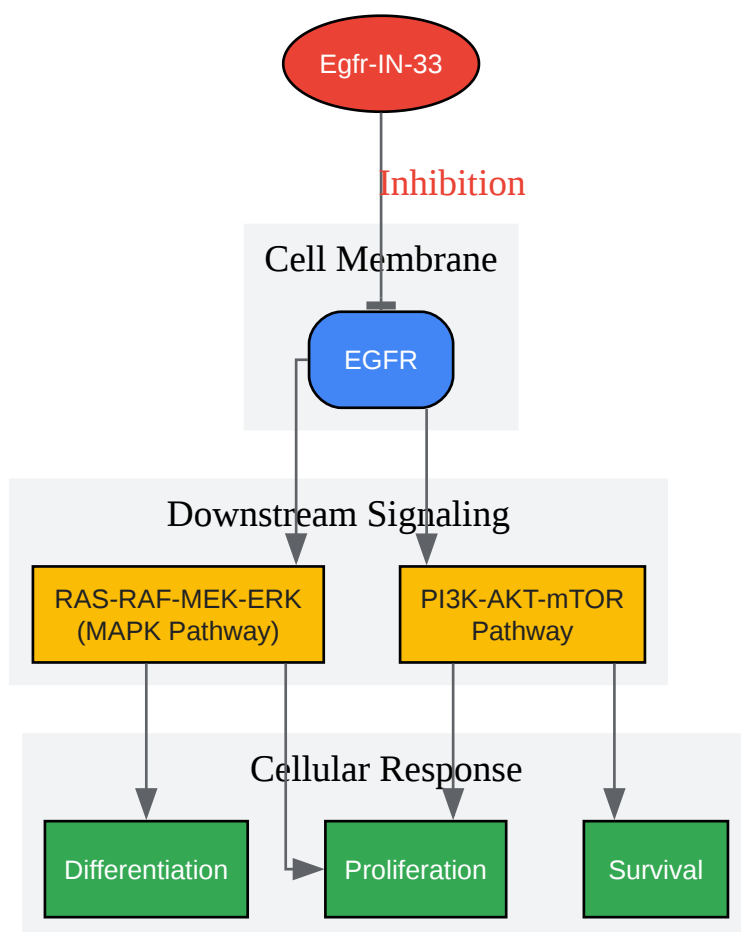 Egfr-IN-33
Inhibition
Cell Membrane
EGFR
Downstream Signaling
RAS-RAF-MEK-ERK
(MAPK Pathway)
PI3K-AKT-mTOR
Pathway
Cellular Response
Differentiation
Proliferation
Survival